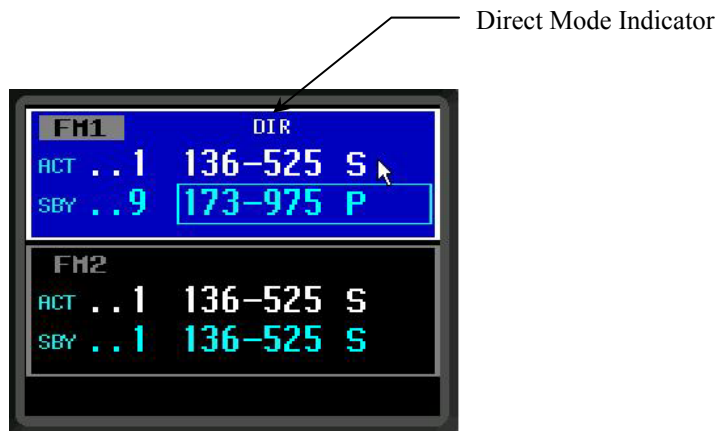 Direct Mode Indicator
FM1 DIR
ACT ..1 136-525 S
SBY ..9 173-975 P
FM2
ACT ..1 136-525 S
SBY ..1 136-525 S